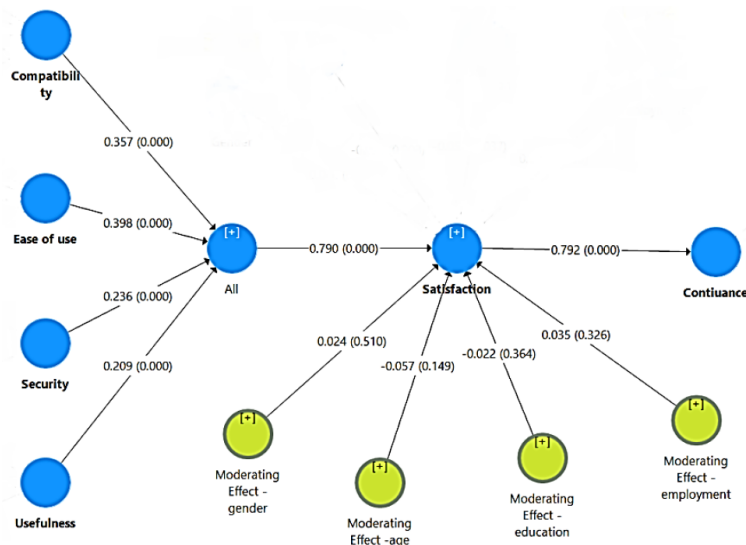 Compatibili
ty
0.357 (0.000)
Ease of use
0.398 (0.000)
[+]
All
0.790 (0.000)
[+]
Satisfaction
0.792 (0.000)
Contiuance
0.236 (0.000)
Security
0.209 (0.000)
Usefulness
0.024 (0.510)
-0.057 (0.149)
-0.022 (0.364)
0.035 (0.326)
[+]
Moderating
Effect -
gender
[+]
Moderating
Effect -age
[+]
Moderating
Effect -
education
[+]
Moderating
Effect -
employment